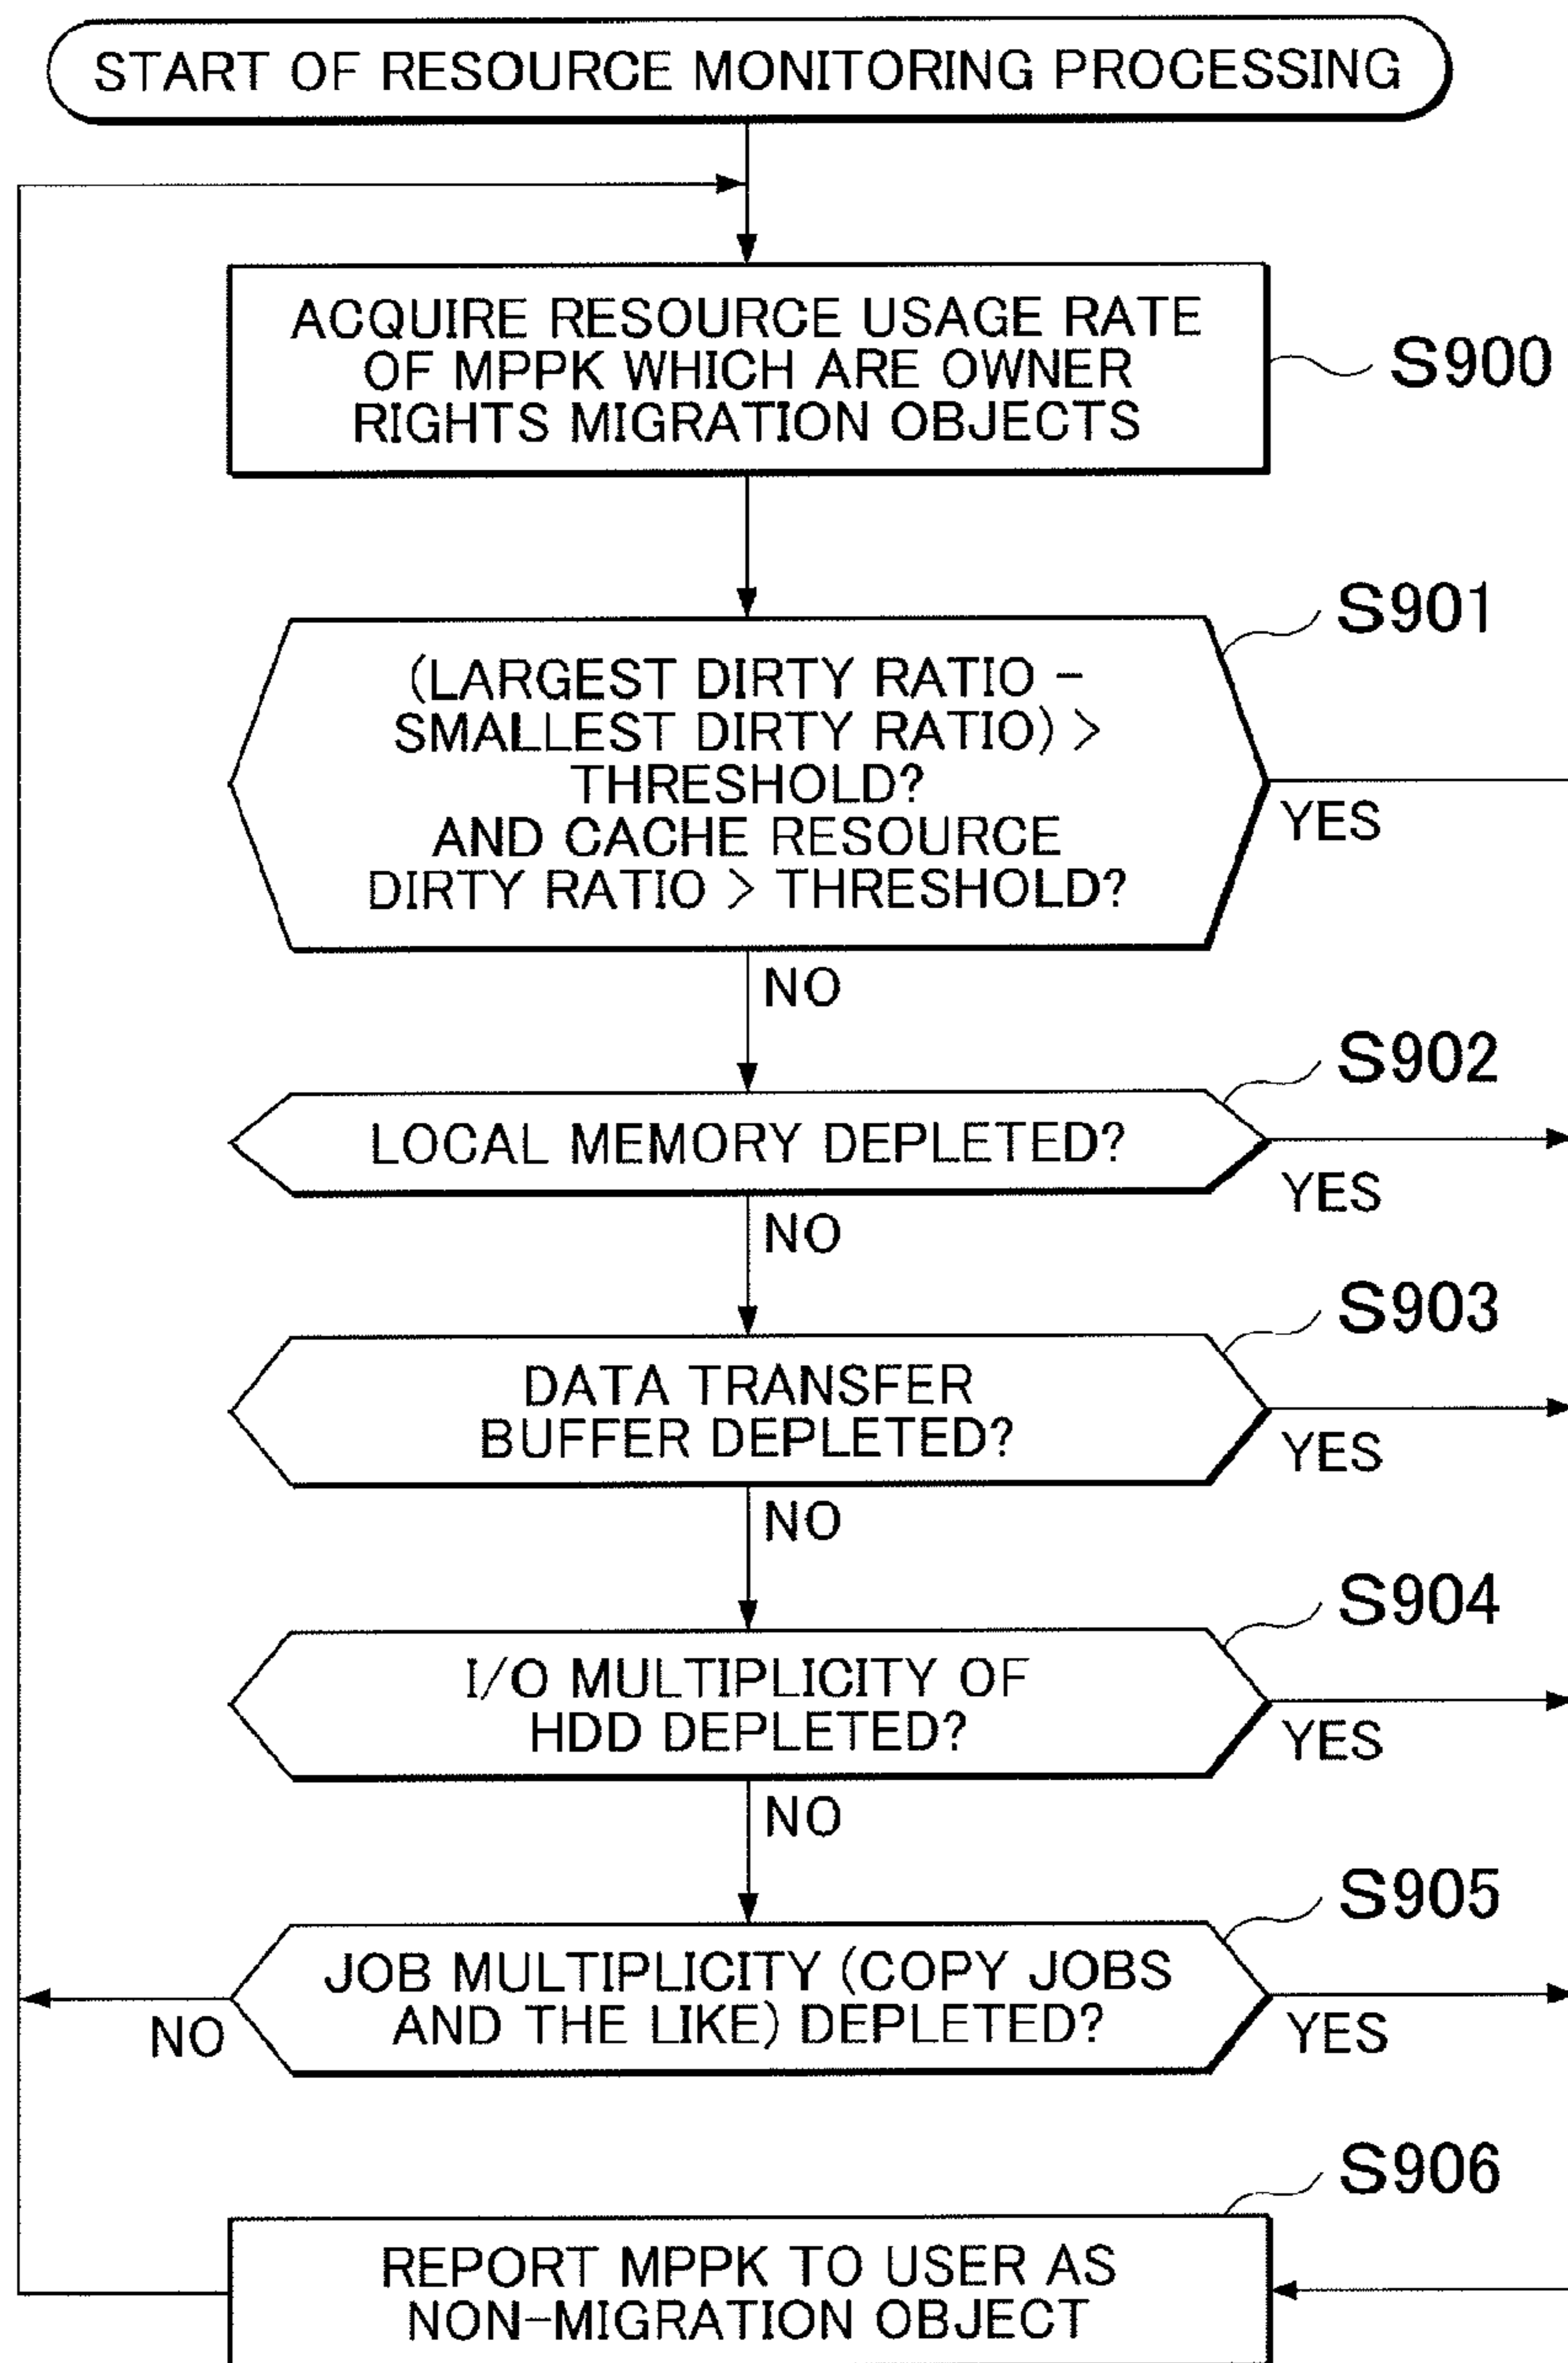 START OF RESOURCE MONITORING PROCESSING
ACQUIRE RESOURCE USAGE RATE
OF MPPK WHICH ARE OWNER
RIGHTS MIGRATION OBJECTS
S900
S901
(LARGEST DIRTY RATIO -
SMALLEST DIRTY RATIO) >
THRESHOLD?
AND CACHE RESOURCE
DIRTY RATIO > THRESHOLD?
YES
NO
S902
LOCAL MEMORY DEPLETED?
YES
NO
S903
DATA TRANSFER
BUFFER DEPLETED?
YES
NO
S904
I/O MULTIPLICITY OF
HDD DEPLETED?
YES
NO
S905
JOB MULTIPLICITY (COPY JOBS
AND THE LIKE) DEPLETED?
NO
YES
S906
REPORT MPPK TO USER AS
NON-MIGRATION OBJECT